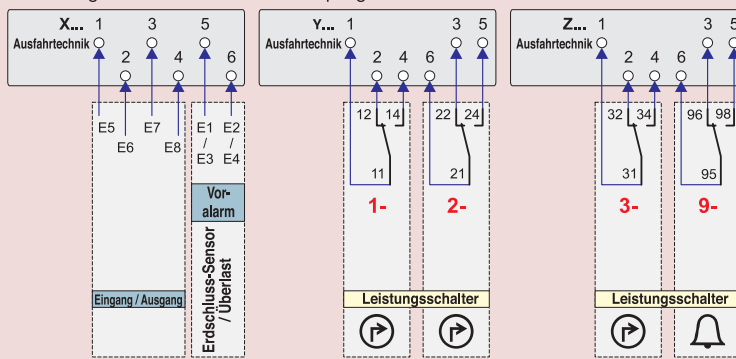 X... 1 3 5
Ausfahrtechnik
2 4 6
E5 E7 E1 E2
/ /
E6 E8 E3 E4
Vor-
alarm
Erdschluss-Sensor
/ Überlast
Eingang / Ausgang
Y... 1 3 5
Ausfahrtechnik
2 4 6
12 14 22 24
11 21
1- 2-
Leistungsschalter
Z... 1 3 5
Ausfahrtechnik
2 4 6
32 34 96 98
31 95
3- 9-
Leistungsschalter